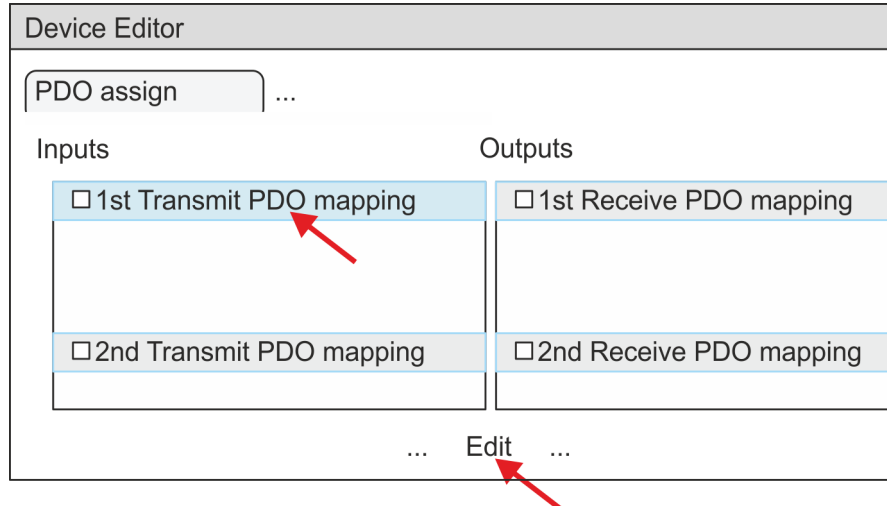 Device Editor
PDO assign ...
Inputs Outputs
1st Transmit PDO mapping 1st Receive PDO mapping
2nd Transmit PDO mapping 2nd Receive PDO mapping
... Edit ...